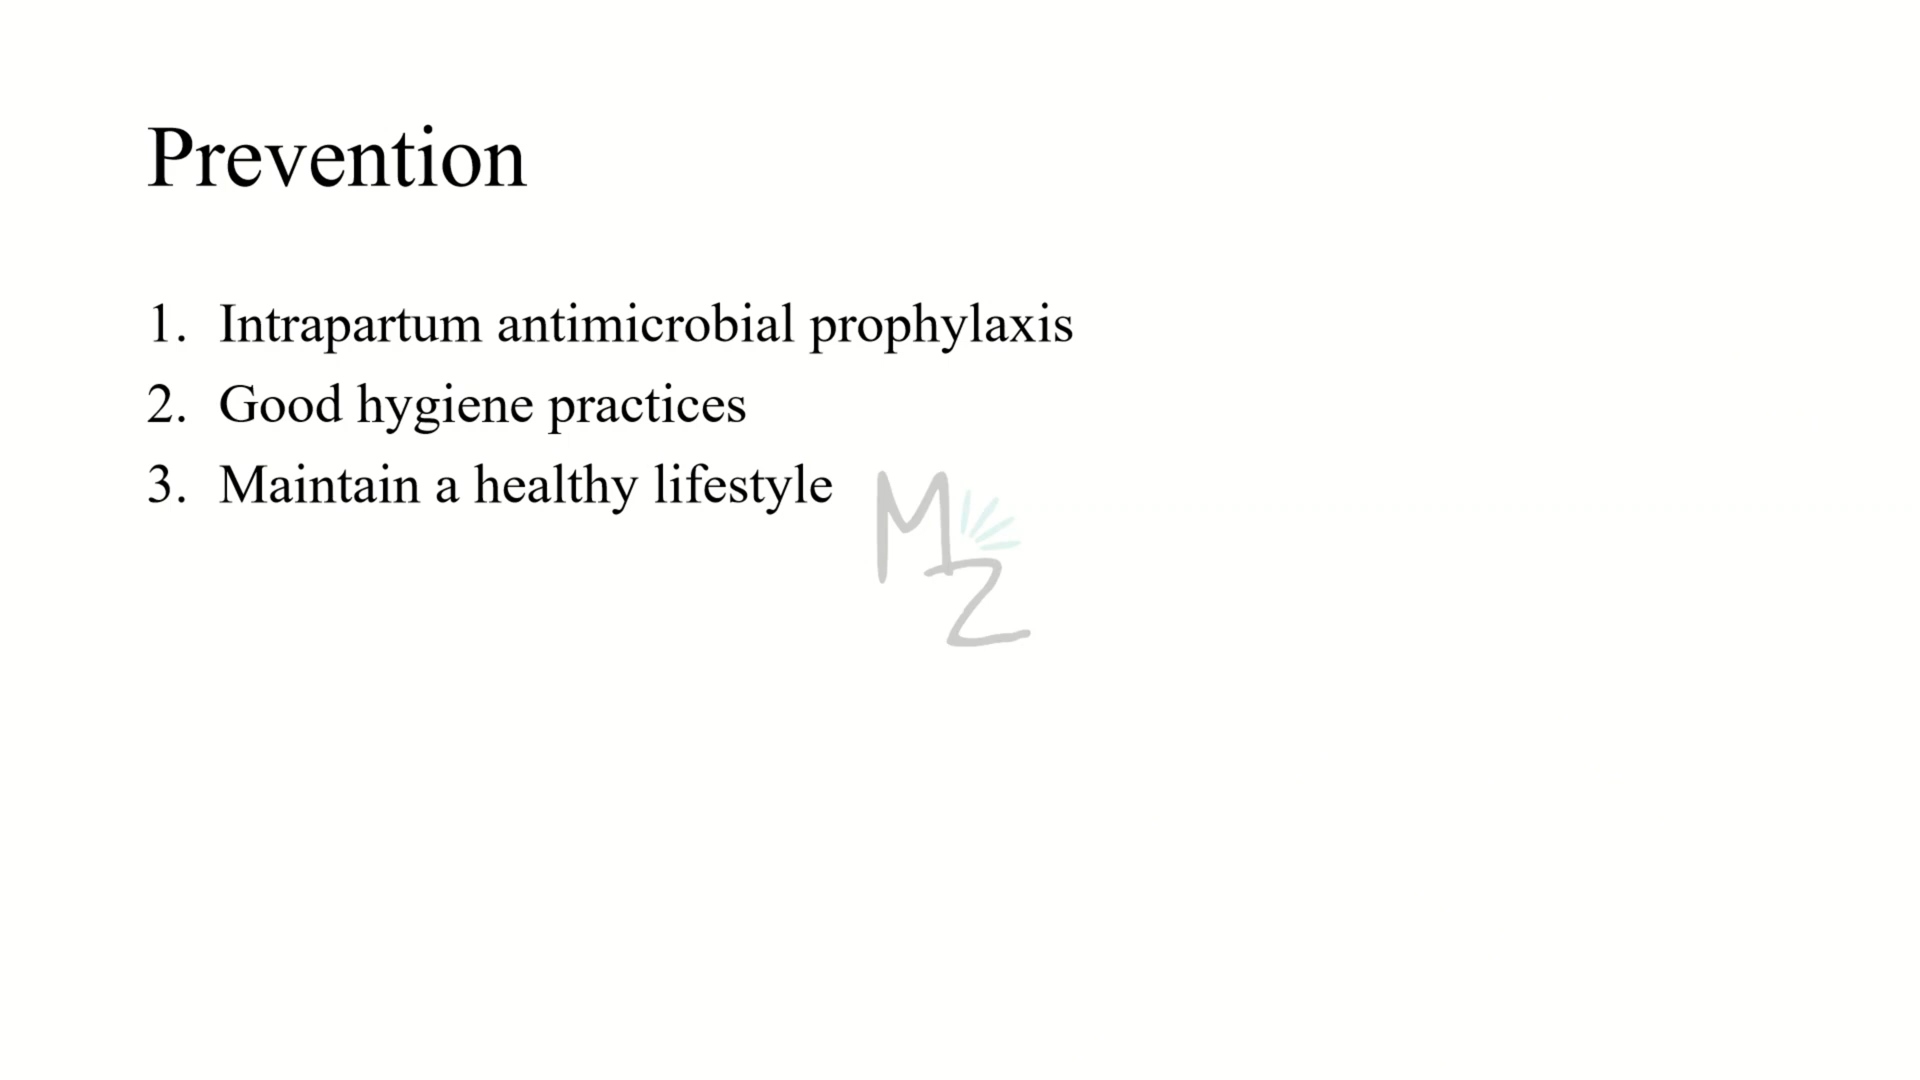 Prevention
1. Intrapartum antimicrobial prophylaxis
2. Good hygiene practices
3. Maintain a healthy lifestyle
M
Z